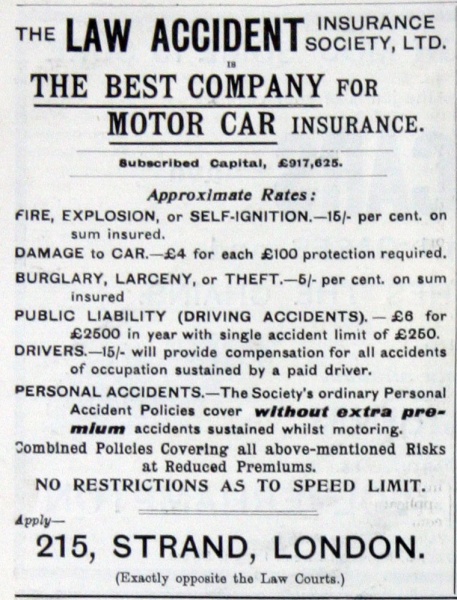 THE LAW ACCIDENT INSURANCE SOCIETY, LTD.
IS
THE BEST COMPANY FOR
MOTOR CAR INSURANCE.
Subscribed Capital, £917,625.
Approximate Rates:
FIRE, EXPLOSION, or SELF-IGNITION.—15/- per cent. on
sum insured.
DAMAGE to CAR.—£4 for each £100 protection required.
BURGLARY, LARCENY, or THEFT.—5/- per cent. on sum
insured
PUBLIC LIABILITY (DRIVING ACCIDENTS).—£6 for
£2500 in year with single accident limit of £250.
DRIVERS.—15/- will provide compensation for all accidents
of occupation sustained by a paid driver.
PERSONAL ACCIDENTS.—The Society's ordinary Personal
Accident Policies cover without extra pre-
mium accidents sustained whilst motoring.
Combined Policies Covering all above-mentioned Risks
at Reduced Premiums.
NO RESTRICTIONS AS TO SPEED LIMIT.
Apply—
215, STRAND, LONDON.
(Exactly opposite the Law Courts.)